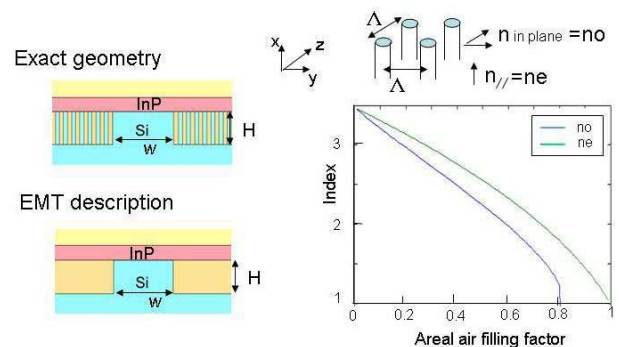 Exact geometry
InP
Si
w
H
EMT description
InP
Si
w
H
x
z
y
Λ
Λ
n in plane =no
n// =ne
Index
3
2
1
no
ne
0
0.2
0.4
0.6
0.8
1
Areal air filling factor